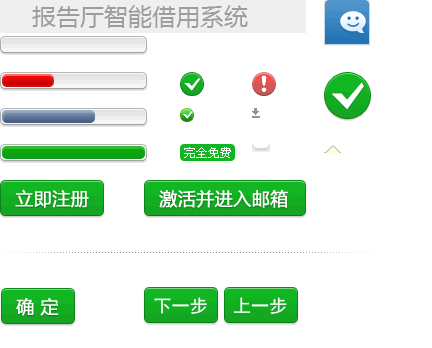 报告厅智能借用系统
完全免费
立即注册
激活并进入邮箱
确 定
下一步
上一步